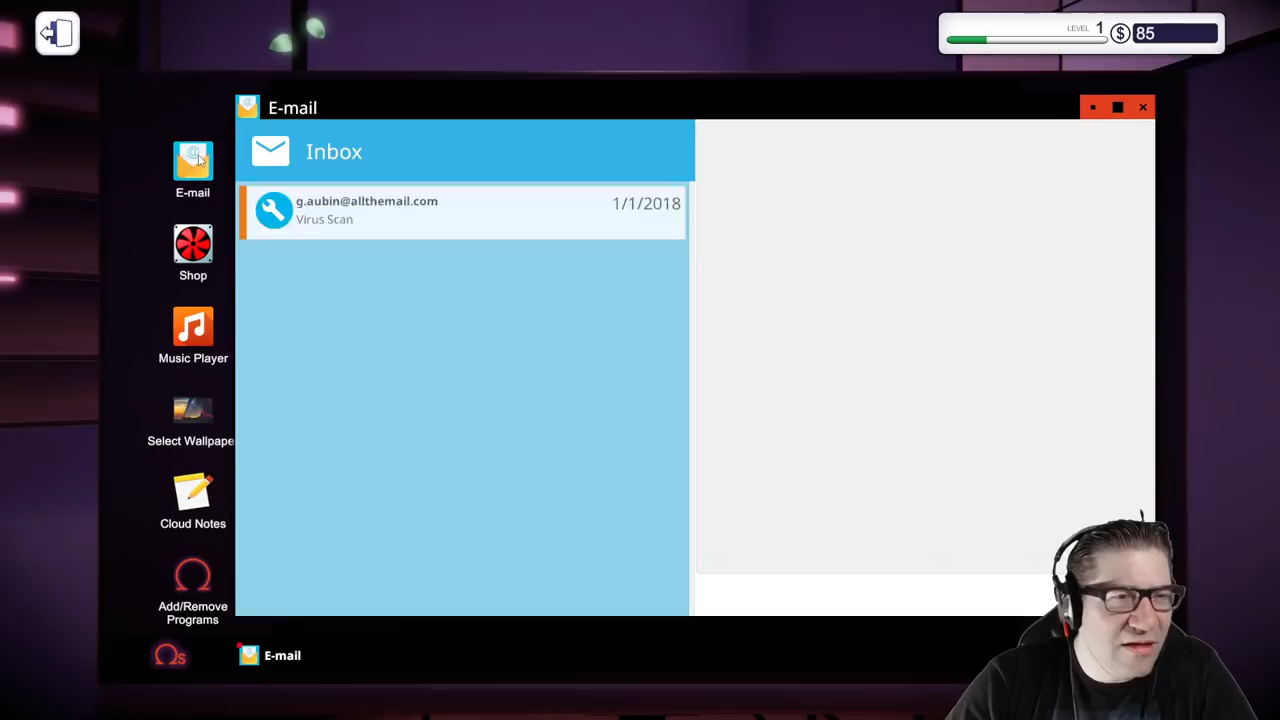 LEVEL 1
$ 85
E-mail
Inbox
g.aubin@allthemail.com
1/1/2018
Virus Scan
E-mail
Shop
Music Player
Select Wallpape
Cloud Notes
Add/Remove
Programs
Ωs
E-mail